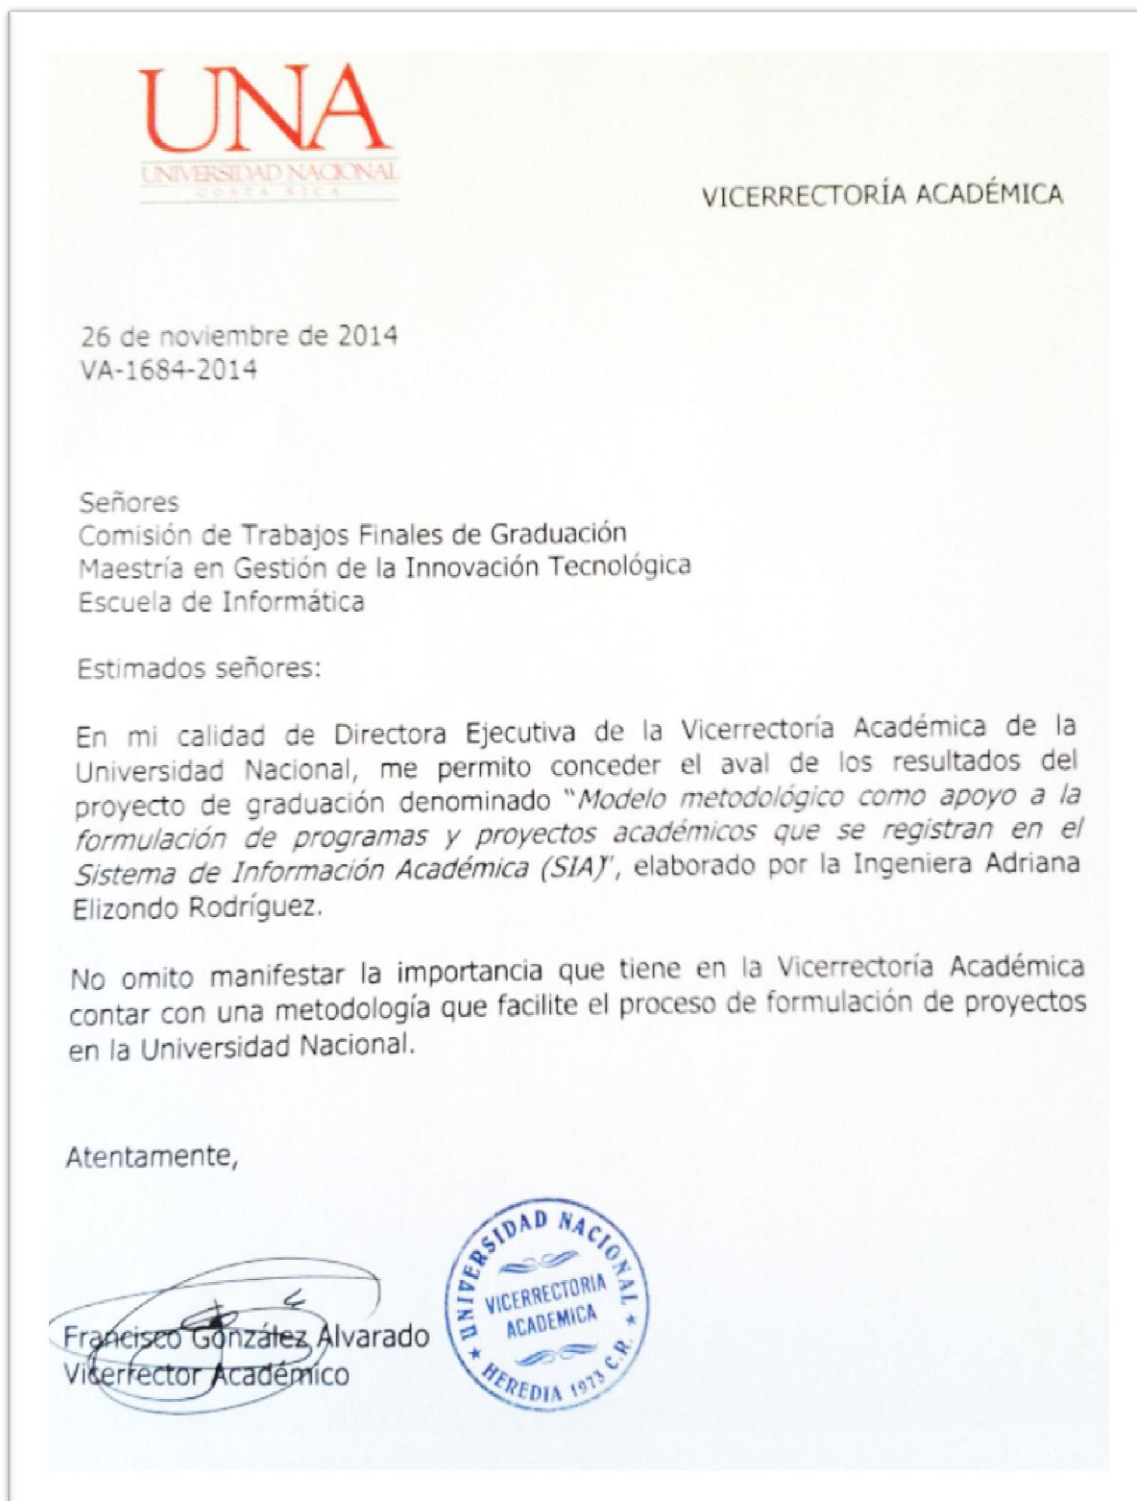 UNA
UNIVERSIDAD NACIONAL
COSTA RICA
VICERRECTORÍA ACADÉMICA
26 de noviembre de 2014
VA-1684-2014
Señores
Comisión de Trabajos Finales de Graduación
Maestría en Gestión de la Innovación Tecnológica
Escuela de Informática
Estimados señores:
En mi calidad de Directora Ejecutiva de la Vicerrectoría Académica de la
Universidad Nacional, me permito conceder el aval de los resultados del
proyecto de graduación denominado “Modelo metodológico como apoyo a la
formulación de programas y proyectos académicos que se registran en el
Sistema de Información Académica (SIA)”, elaborado por la Ingeniera Adriana
Elizondo Rodríguez.
No omito manifestar la importancia que tiene en la Vicerrectoría Académica
contar con una metodología que facilite el proceso de formulación de proyectos
en la Universidad Nacional.
Atentamente,
Francisco González Alvarado
Vicerrector Académico
UNIVERSIDAD NACIONAL
VICERRECTORIA
ACADEMICA
HEREDIA 1973 C.R.